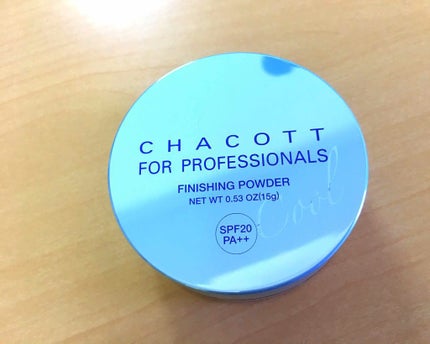 CHACOTT
FOR PROFESSIONALS
FINISHING POWDER
NET WT 0.53 OZ(15g)
Cool
SPF20
PA++